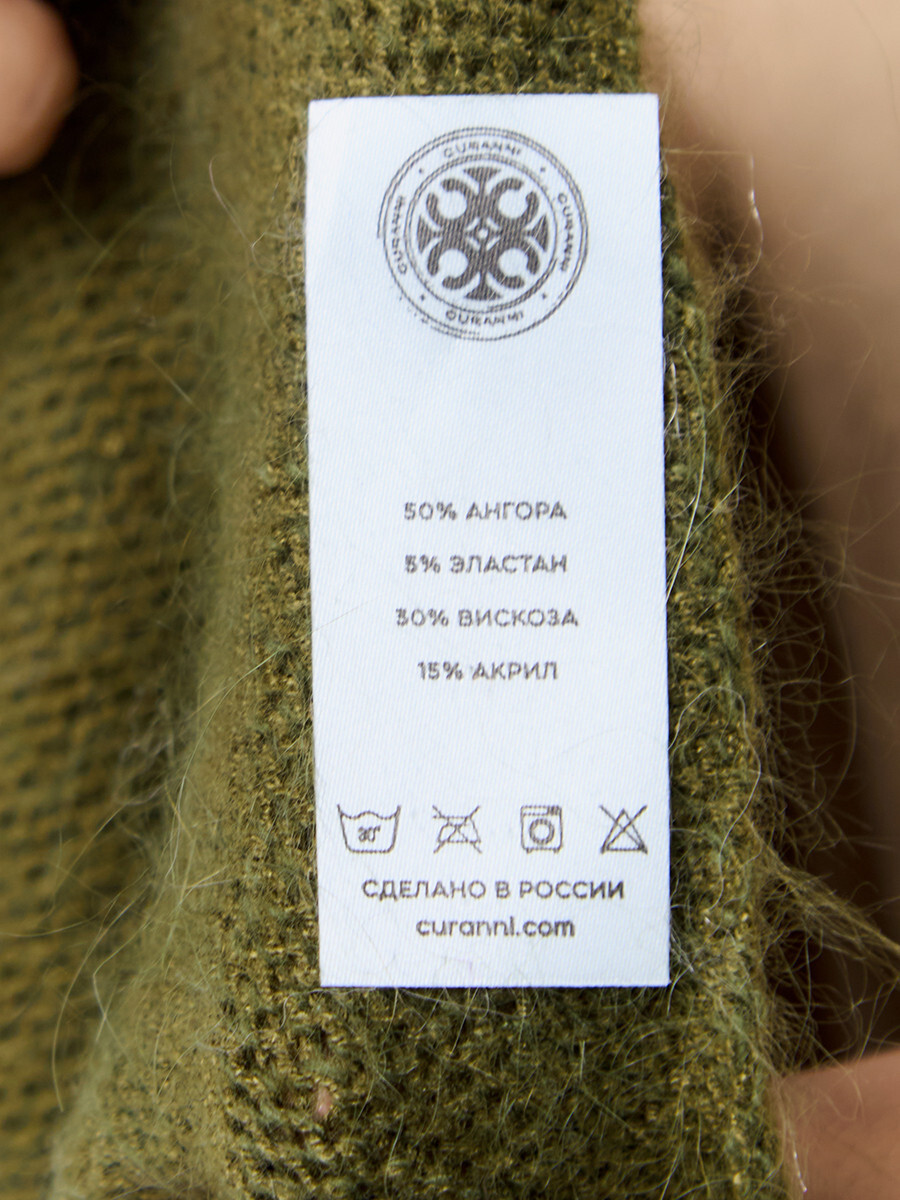 CURANNI
CURANNI
CURANNI
CURANNI
50% АНГОРА
5% ЭЛАСТАН
30% ВИСКОЗА
15% АКРИЛ
30°
СДЕЛАНО В РОССИИ
curanni.com